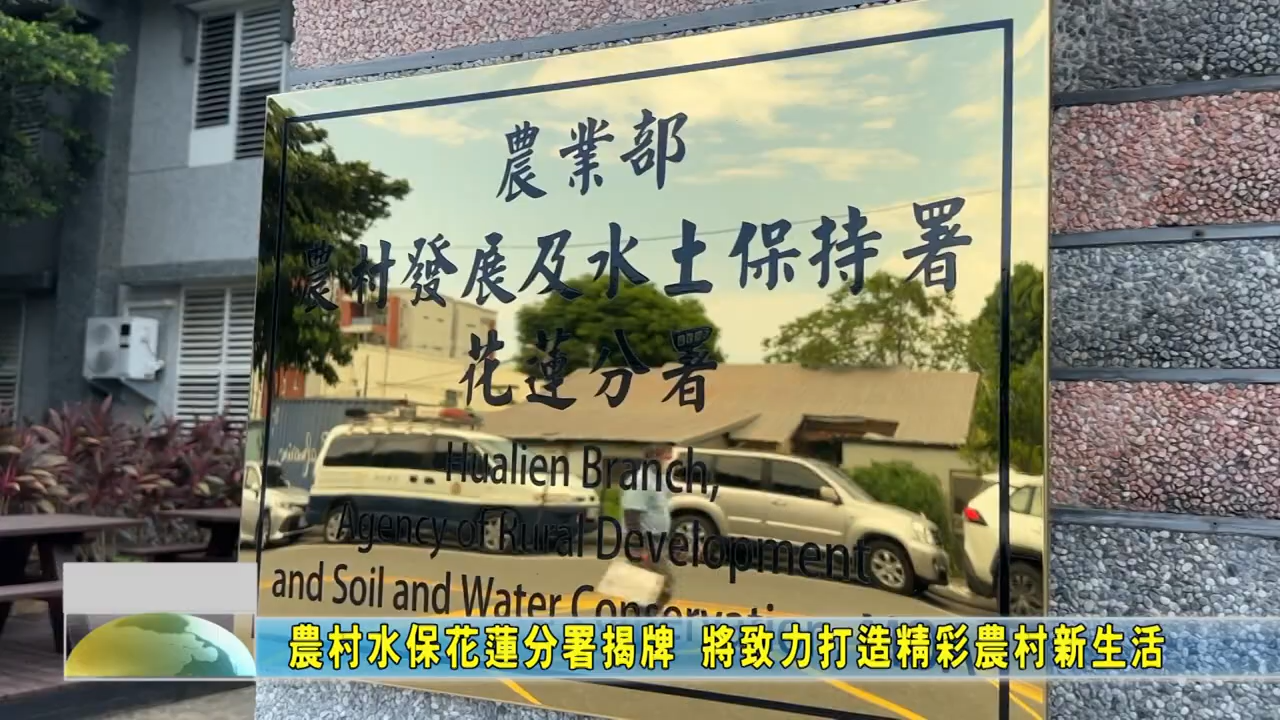 農業部
農村發展及水土保持署
花蓮分署
Hualien Branch,
Agency of Rural Development
and Soil and Water Conservation
農村水保花蓮分署揭牌 將致力打造精彩農村新生活